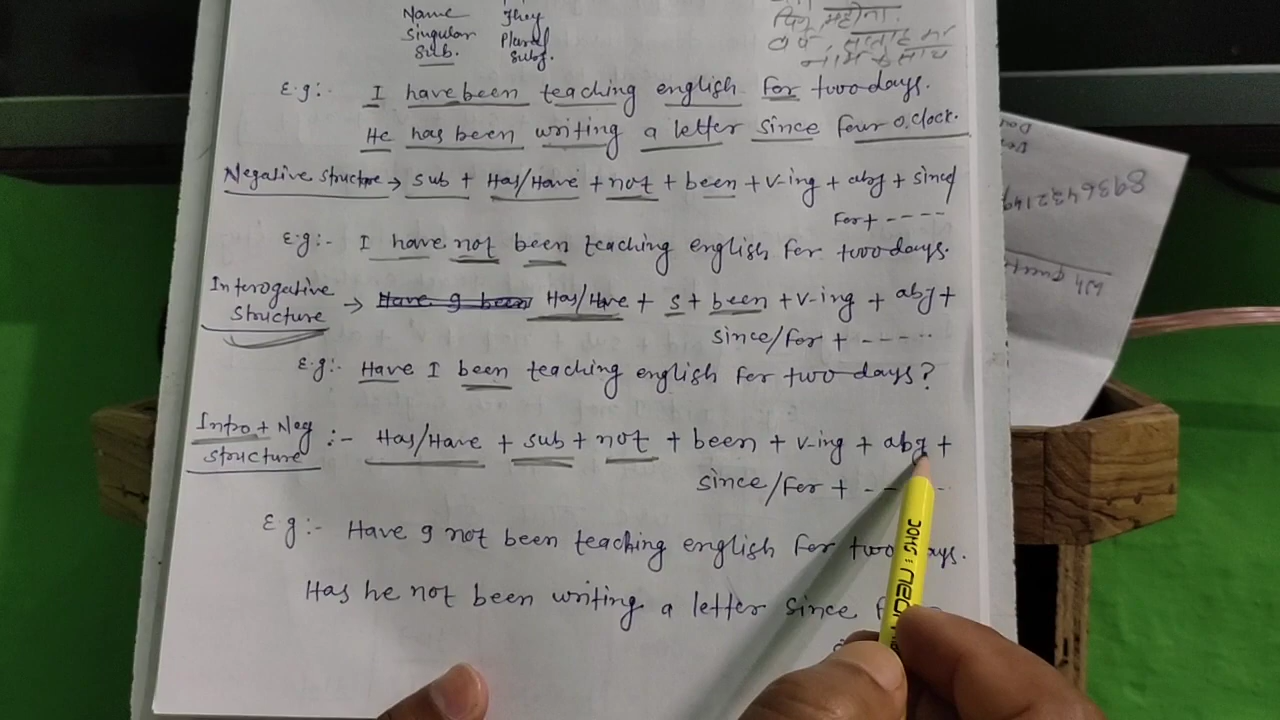 Name They
Singular Plural
Sub. Subj.
E.g:- I have been teaching english for two days.
He has been writing a letter since four o.clock.
Negative structure → sub + Has/Have + not + been + v-ing + obj + since/
For + ----
E.g:- I have not been teaching english for two days.
Interogative → Has/Have + s + been + v-ing + obj +
structure
since/For + -----
E.g:- Have I been teaching english for two days?
Intro + Neg :- Has/Have + sub + not + been + v-ing + obj +
structure
since/For + --
E.g:- Have I not been teaching english for two days.
Has he not been writing a letter since
8936432149
JOHS: neon